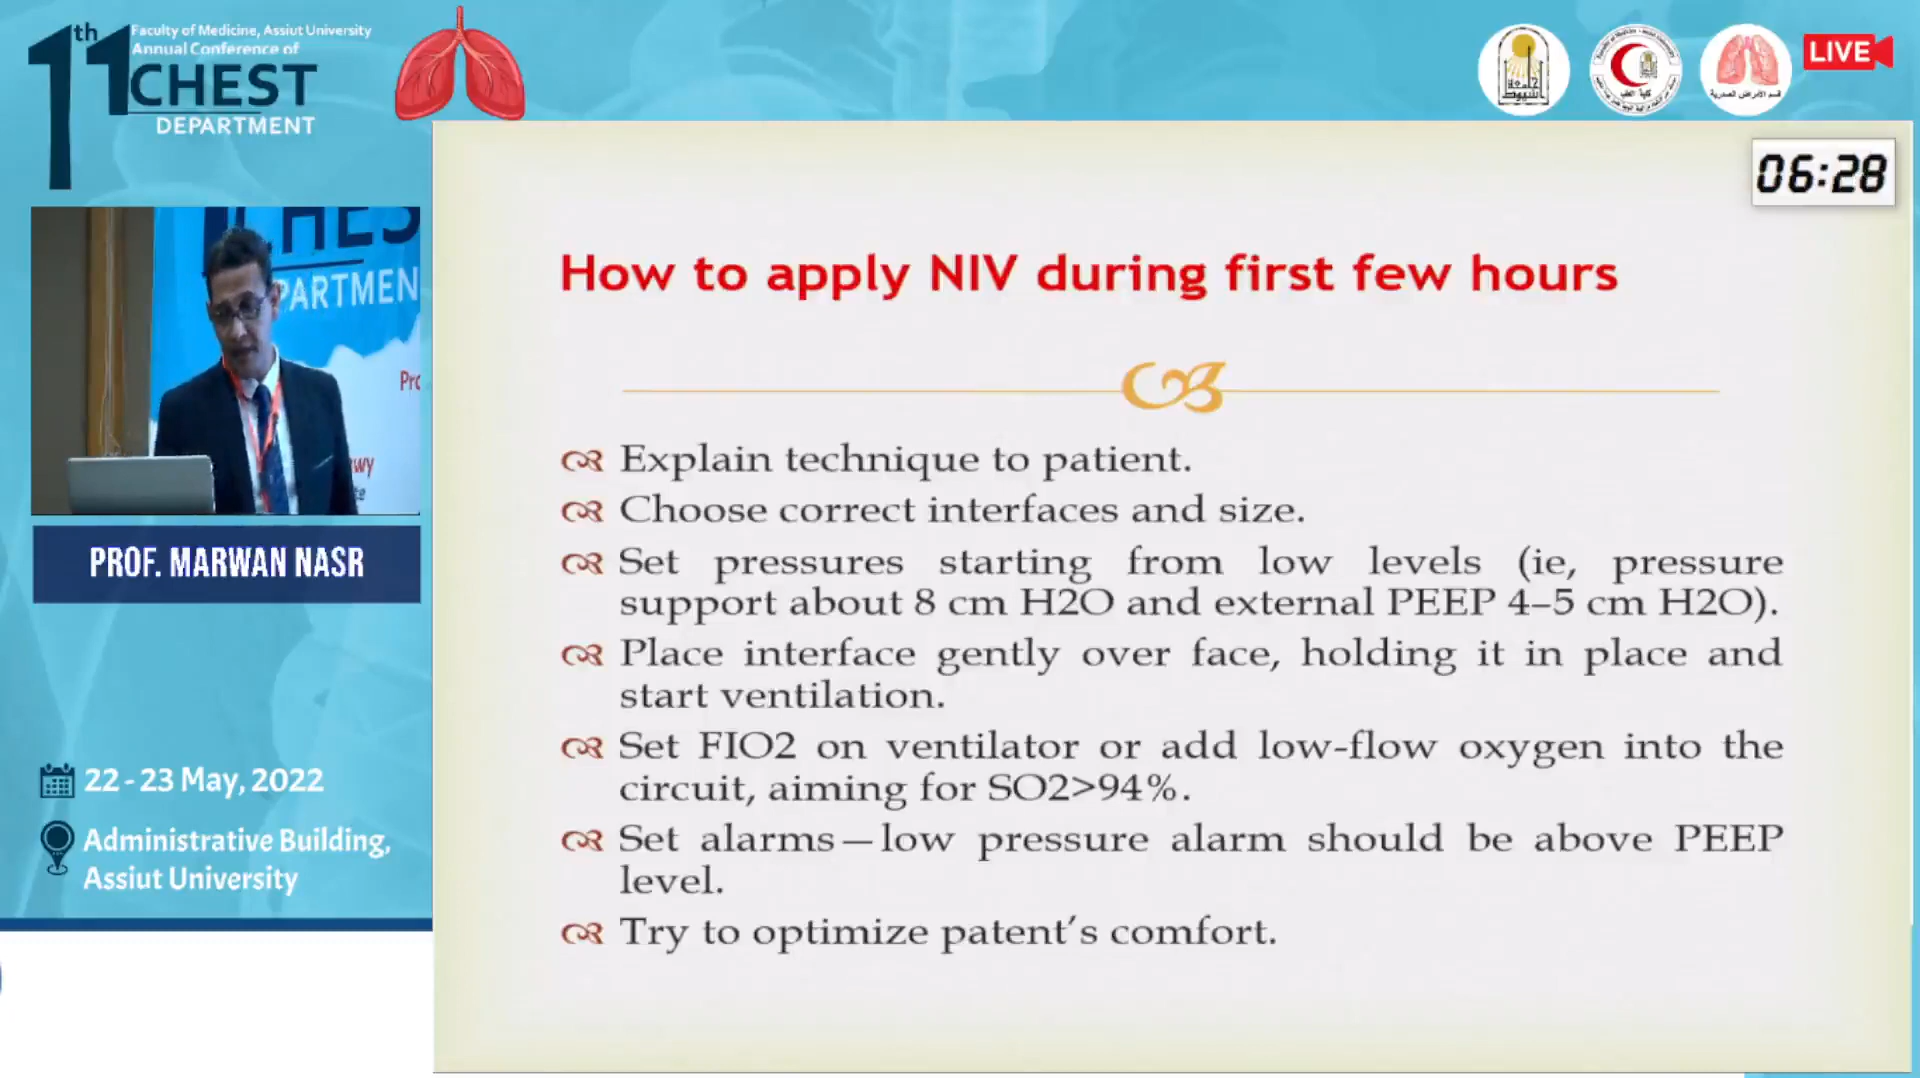 11th
Faculty of Medicine, Assiut University
Annual Conference of
CHEST
DEPARTMENT
قسم الأمراض الصدرية
LIVE
06:28
CHES
PARTMEN
PROF. MARWAN NASR
22 - 23 May, 2022
Administrative Building,
Assiut University
How to apply NIV during first few hours
Explain technique to patient.
Choose correct interfaces and size.
Set pressures starting from low levels (ie, pressure
support about 8 cm H2O and external PEEP 4–5 cm H2O).
Place interface gently over face, holding it in place and
start ventilation.
Set FIO2 on ventilator or add low-flow oxygen into the
circuit, aiming for SO2>94%.
Set alarms—low pressure alarm should be above PEEP
level.
Try to optimize patent's comfort.